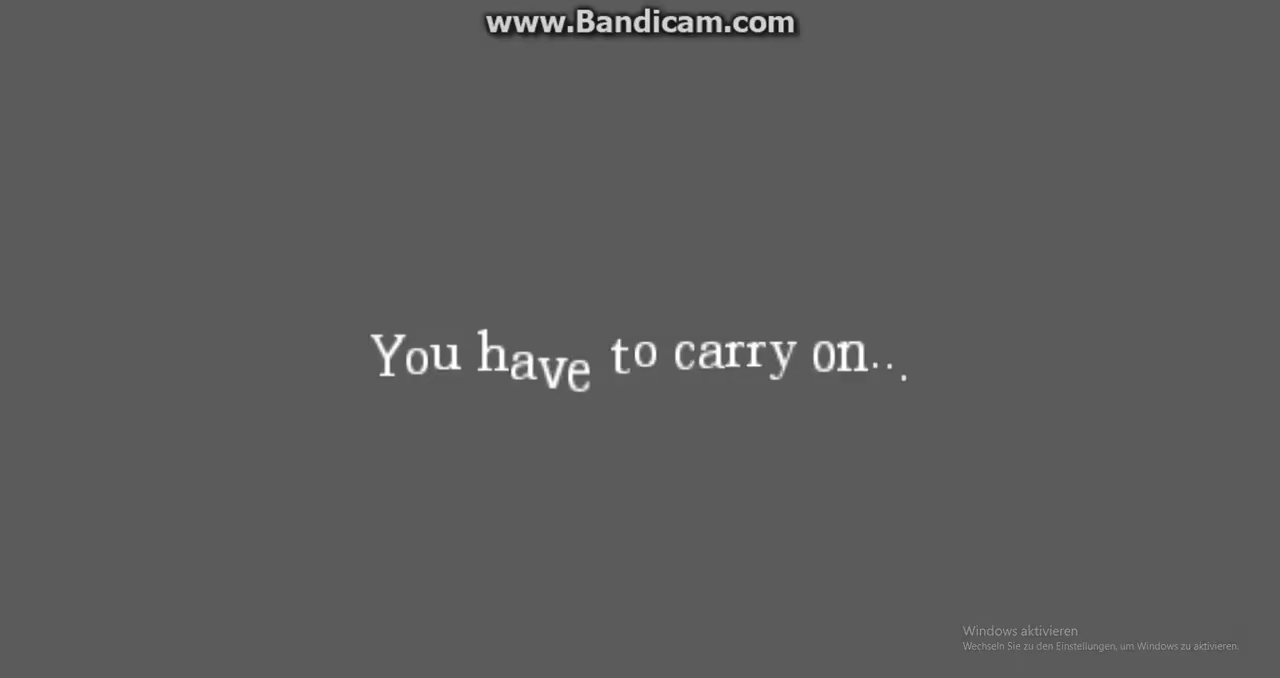 www.Bandicam.com
You have to carry on...
Windows aktivieren
Wechseln Sie zu den Einstellungen, um Windows zu aktivieren.